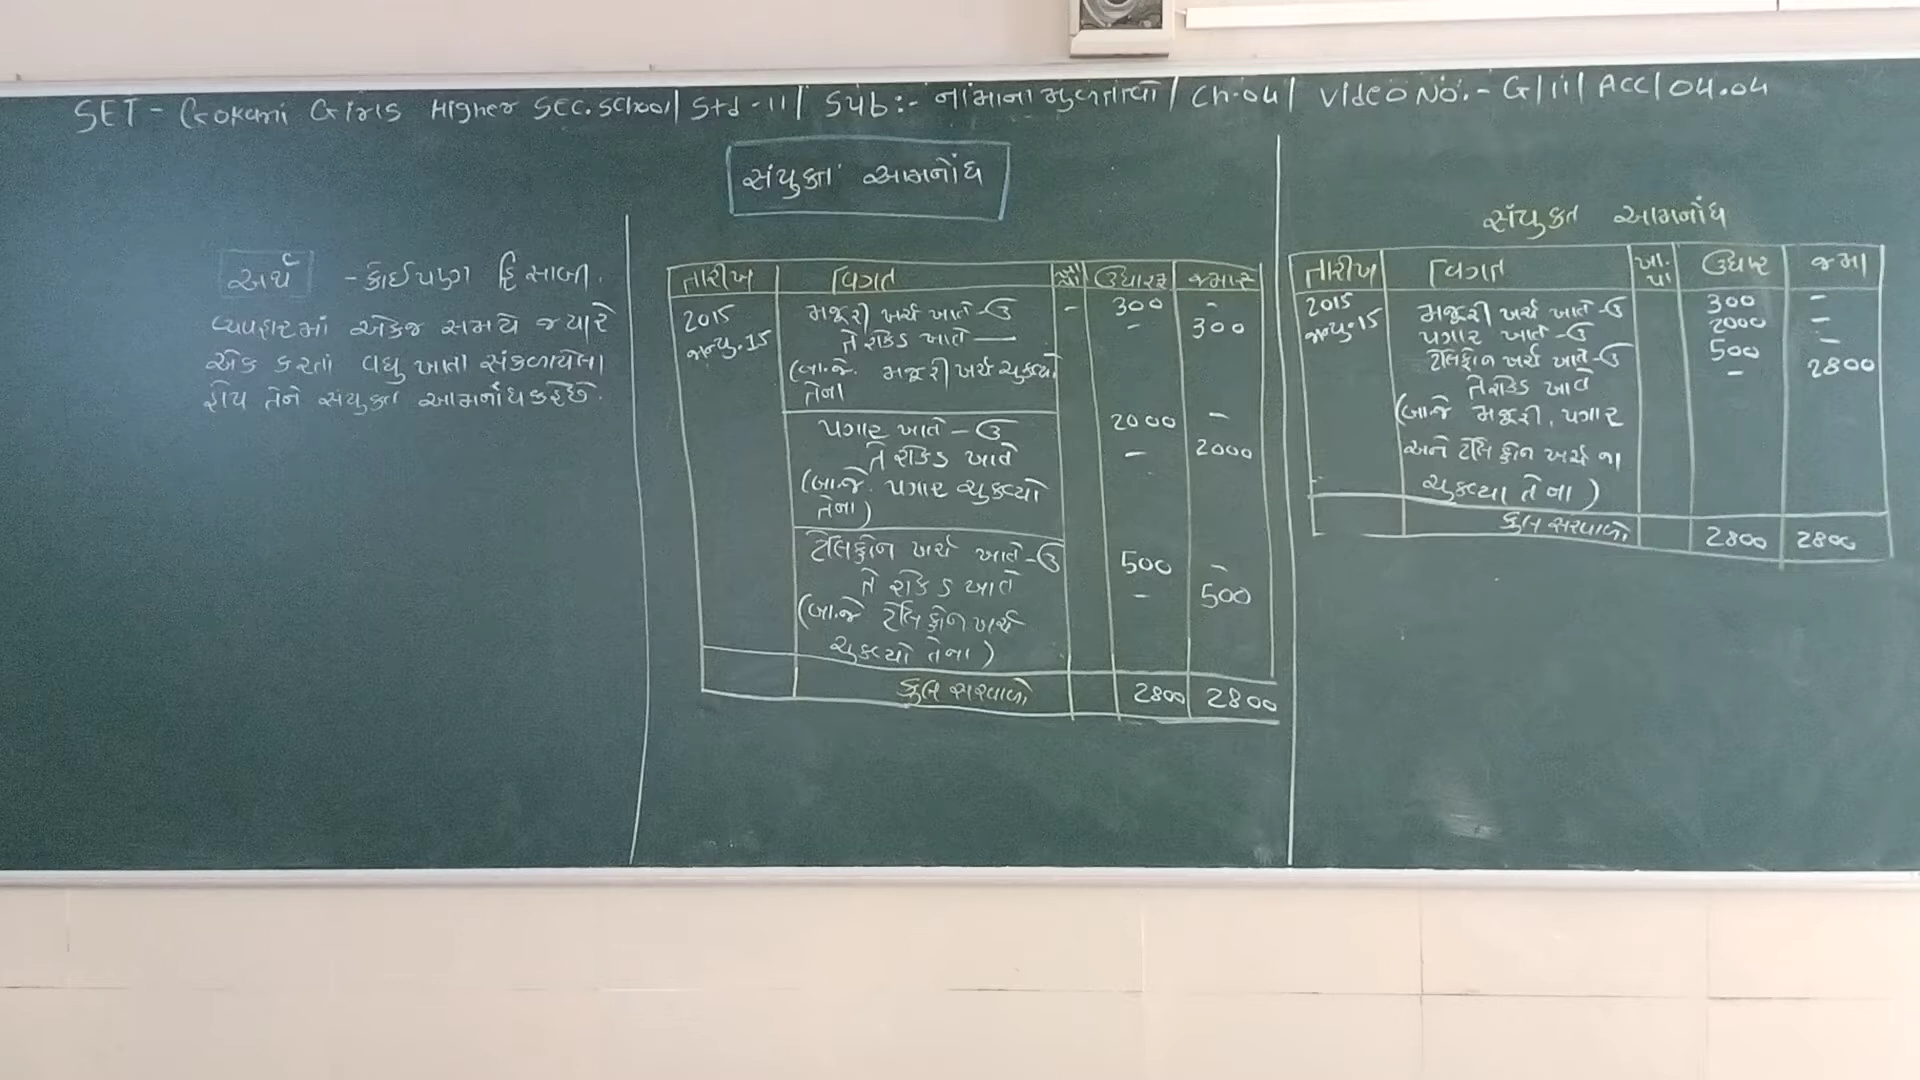 SET - Gokani Girls Higher Sec. School / Std - 11 / Sub:- નામાના મુળતત્વો / Ch-04 / Video No.- G/11/ACC/04.04
સંયુક્ત આમનોંધ
અર્થ - કોઈપણ હિસાબી
વ્યવહારમાં એકજ સમયે જ્યારે
એક કરતાં વધુ ખાતા સંકળાયેલા
હોય તેને સંયુક્ત આમનોંધ કહે છે.
તારીખ વિગત ખા.પા ઉધાર જમા
2015 મજૂરી ખર્ચ ખાતે - ઉ - 300 -
જાન્યુ.15 તે રોકડ ખાતે — - 300
(બા.જે. મજૂરી ખર્ચ ચુકવ્યો
તેના
પગાર ખાતે - ઉ 2000 -
તે રોકડ ખાતે - 2000
(બા.જે. પગાર ચુકવ્યો
તેના)
ટેલિફોન ખર્ચ ખાતે - ઉ 500 -
તે રોકડ ખાતે - 500
(બા.જે ટેલિફોન ખર્ચ
ચુકવ્યો તેના)
કુલ સરવાળો 2800 2800
સંયુક્ત આમનોંધ
તારીખ વિગત ખા.પા ઉધાર જમા
2015 મજૂરી ખર્ચ ખાતે - ઉ 300 -
જાન્યુ.15 પગાર ખાતે - ઉ 2000 -
ટેલિફોન ખર્ચ ખાતે - ઉ 500 -
તે રોકડ ખાતે - 2800
(બા.જે મજૂરી, પગાર
અને ટેલિફોન ખર્ચ ના
ચુકવ્યા તેના)
કુલ સરવાળો 2800 2800